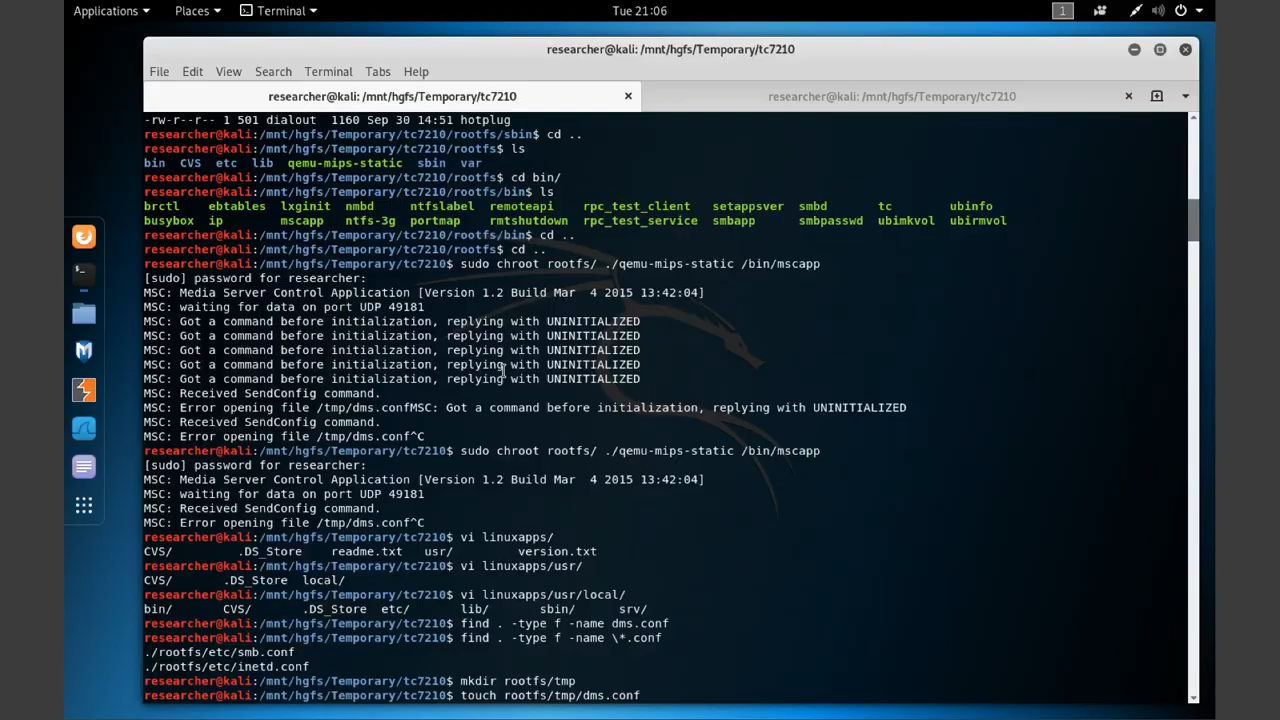 Applications Places Terminal Tue 21:06 1
researcher@kali: /mnt/hgfs/Temporary/tc7210
File Edit View Search Terminal Tabs Help
researcher@kali: /mnt/hgfs/Temporary/tc7210 researcher@kali: /mnt/hgfs/Temporary/tc7210
-rw-r--r-- 1 501 dialout  1160 Sep 30 14:51 hotplug
researcher@kali:/mnt/hgfs/Temporary/tc7210/rootfs/sbin$ cd ..
researcher@kali:/mnt/hgfs/Temporary/tc7210/rootfs$ ls
bin  CVS  etc  lib  qemu-mips-static  sbin  var
researcher@kali:/mnt/hgfs/Temporary/tc7210/rootfs$ cd bin/
researcher@kali:/mnt/hgfs/Temporary/tc7210/rootfs/bin$ ls
brctl    ebtables  lxginit  nmbd     ntfslabel  remoteapi    rpc_test_client   setappsver  smbd       tc        ubinfo
busybox  ip        mscapp   ntfs-3g  portmap    rmtshutdown  rpc_test_service  smbapp      smbpasswd  ubimkvol  ubirmvol
researcher@kali:/mnt/hgfs/Temporary/tc7210/rootfs/bin$ cd ..
researcher@kali:/mnt/hgfs/Temporary/tc7210/rootfs$ cd ..
researcher@kali:/mnt/hgfs/Temporary/tc7210$ sudo chroot rootfs/ ./qemu-mips-static /bin/mscapp
[sudo] password for researcher:
MSC: Media Server Control Application [Version 1.2 Build Mar  4 2015 13:42:04]
MSC: waiting for data on port UDP 49181
MSC: Got a command before initialization, replying with UNINITIALIZED
MSC: Got a command before initialization, replying with UNINITIALIZED
MSC: Got a command before initialization, replying with UNINITIALIZED
MSC: Got a command before initialization, replying with UNINITIALIZED
MSC: Got a command before initialization, replying with UNINITIALIZED
MSC: Received SendConfig command.
MSC: Error opening file /tmp/dms.confMSC: Got a command before initialization, replying with UNINITIALIZED
MSC: Received SendConfig command.
MSC: Error opening file /tmp/dms.conf^C
researcher@kali:/mnt/hgfs/Temporary/tc7210$ sudo chroot rootfs/ ./qemu-mips-static /bin/mscapp
[sudo] password for researcher:
MSC: Media Server Control Application [Version 1.2 Build Mar  4 2015 13:42:04]
MSC: waiting for data on port UDP 49181
MSC: Received SendConfig command.
MSC: Error opening file /tmp/dms.conf^C
researcher@kali:/mnt/hgfs/Temporary/tc7210$ vi linuxapps/
CVS/         .DS_Store    readme.txt   usr/         version.txt
researcher@kali:/mnt/hgfs/Temporary/tc7210$ vi linuxapps/usr/
CVS/       .DS_Store  local/
researcher@kali:/mnt/hgfs/Temporary/tc7210$ vi linuxapps/usr/local/
bin/       CVS/       .DS_Store  etc/       lib/       sbin/      srv/
researcher@kali:/mnt/hgfs/Temporary/tc7210$ find . -type f -name dms.conf
researcher@kali:/mnt/hgfs/Temporary/tc7210$ find . -type f -name \*.conf
./rootfs/etc/smb.conf
./rootfs/etc/inetd.conf
researcher@kali:/mnt/hgfs/Temporary/tc7210$ mkdir rootfs/tmp
researcher@kali:/mnt/hgfs/Temporary/tc7210$ touch rootfs/tmp/dms.conf